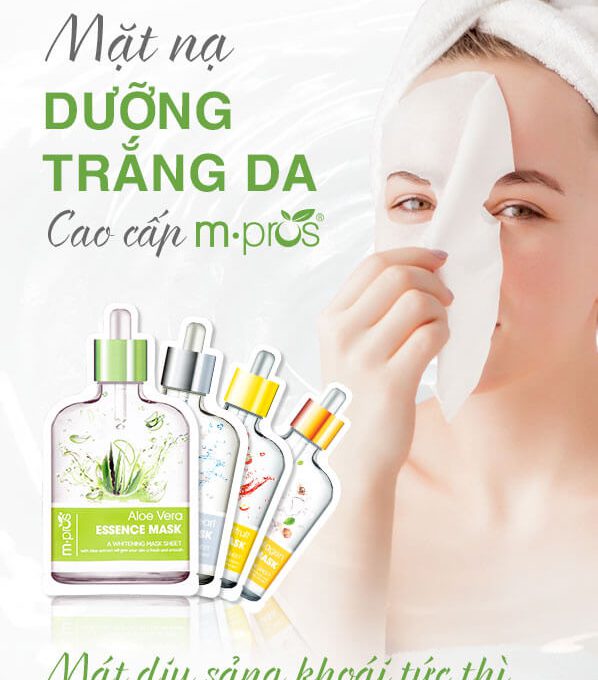 Mặt nạ
DƯỠNG
TRẮNG DA
Cao cấp m·pros®
Aloe Vera
ESSENCE MASK
A WHITENING MASK SHEET
m·pros
MASK
Mát dịu sảng khoái tức thì